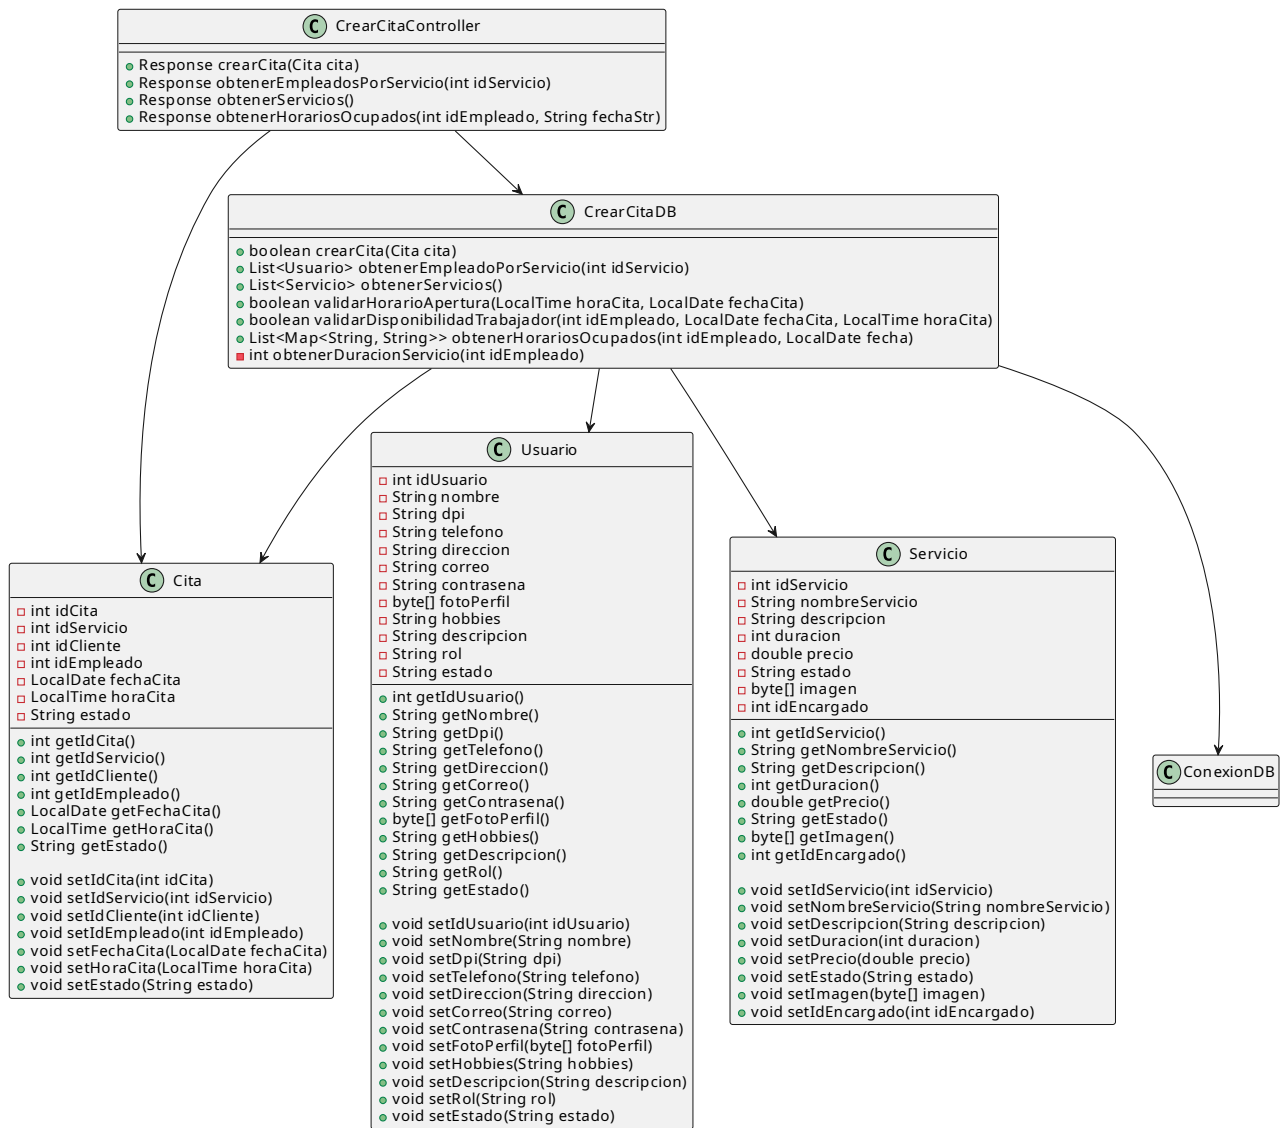 C CrearCitaController
Response crearCita(Cita cita)
Response obtenerEmpleadosPorServicio(int idServicio)
Response obtenerServicios()
Response obtenerHorariosOcupados(int idEmpleado, String fechaStr)
C CrearCitaDB
boolean crearCita(Cita cita)
List<Usuario> obtenerEmpleadoPorServicio(int idServicio)
List<Servicio> obtenerServicios()
boolean validarHorarioApertura(LocalTime horaCita, LocalDate fechaCita)
boolean validarDisponibilidadTrabajador(int idEmpleado, LocalDate fechaCita, LocalTime horaCita)
List<Map<String, String>> obtenerHorariosOcupados(int idEmpleado, LocalDate fecha)
int obtenerDuracionServicio(int idEmpleado)
C Cita
int idCita
int idServicio
int idCliente
int idEmpleado
LocalDate fechaCita
LocalTime horaCita
String estado
int getIdCita()
int getIdServicio()
int getIdCliente()
int getIdEmpleado()
LocalDate getFechaCita()
LocalTime getHoraCita()
String getEstado()
void setIdCita(int idCita)
void setIdServicio(int idServicio)
void setIdCliente(int idCliente)
void setIdEmpleado(int idEmpleado)
void setFechaCita(LocalDate fechaCita)
void setHoraCita(LocalTime horaCita)
void setEstado(String estado)
C Usuario
int idUsuario
String nombre
String dpi
String telefono
String direccion
String correo
String contrasena
byte[] fotoPerfil
String hobbies
String descripcion
String rol
String estado
int getIdUsuario()
String getNombre()
String getDpi()
String getTelefono()
String getDireccion()
String getCorreo()
String getContrasena()
byte[] getFotoPerfil()
String getHobbies()
String getDescripcion()
String getRol()
String getEstado()
void setIdUsuario(int idUsuario)
void setNombre(String nombre)
void setDpi(String dpi)
void setTelefono(String telefono)
void setDireccion(String direccion)
void setCorreo(String correo)
void setContrasena(String contrasena)
void setFotoPerfil(byte[] fotoPerfil)
void setHobbies(String hobbies)
void setDescripcion(String descripcion)
void setRol(String rol)
void setEstado(String estado)
C Servicio
int idServicio
String nombreServicio
String descripcion
int duracion
double precio
String estado
byte[] imagen
int idEncargado
int getIdServicio()
String getNombreServicio()
String getDescripcion()
int getDuracion()
double getPrecio()
String getEstado()
byte[] getImagen()
int getIdEncargado()
void setIdServicio(int idServicio)
void setNombreServicio(String nombreServicio)
void setDescripcion(String descripcion)
void setDuracion(int duracion)
void setPrecio(double precio)
void setEstado(String estado)
void setImagen(byte[] imagen)
void setIdEncargado(int idEncargado)
C ConexionDB